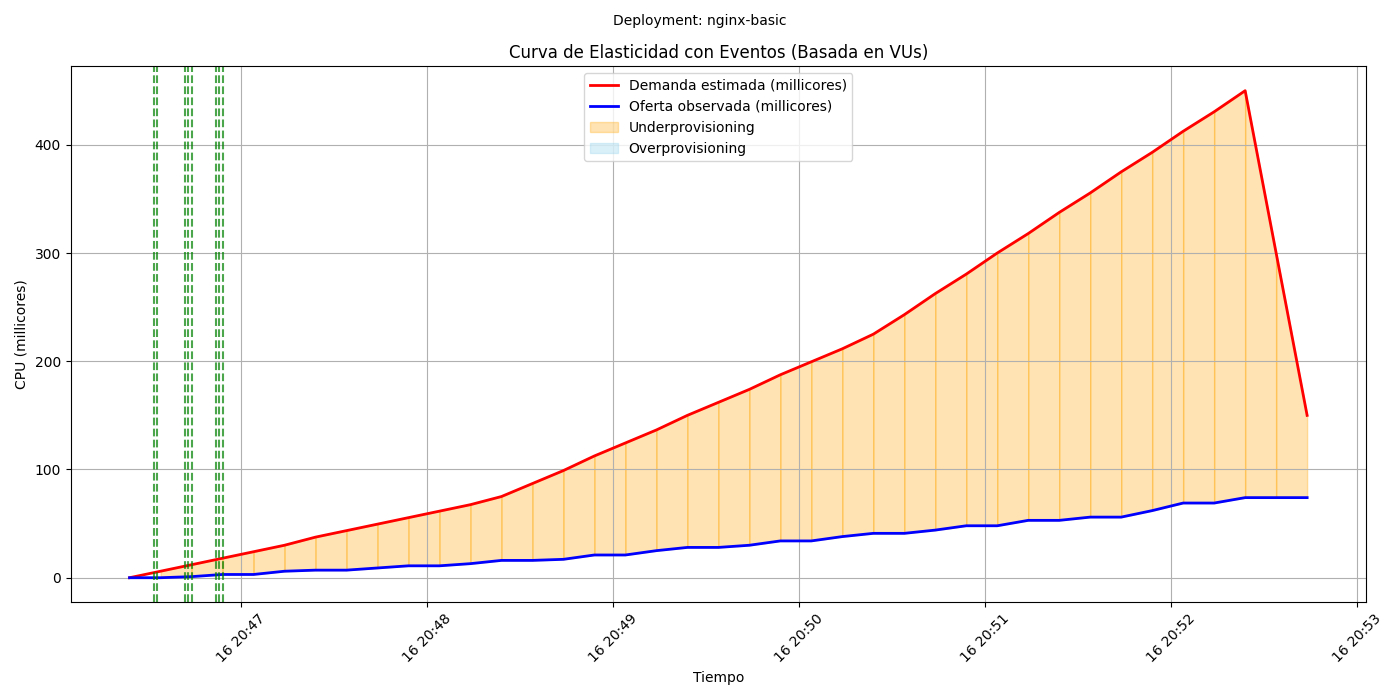 Deployment: nginx-basic
Curva de Elasticidad con Eventos (Basada en VUs)
Demanda estimada (millicores)
Oferta observada (millicores)
Underprovisioning
Overprovisioning
CPU (millicores)
400
300
200
100
0
16 20:47
16 20:48
16 20:49
16 20:50
16 20:51
16 20:52
16 20:53
Tiempo